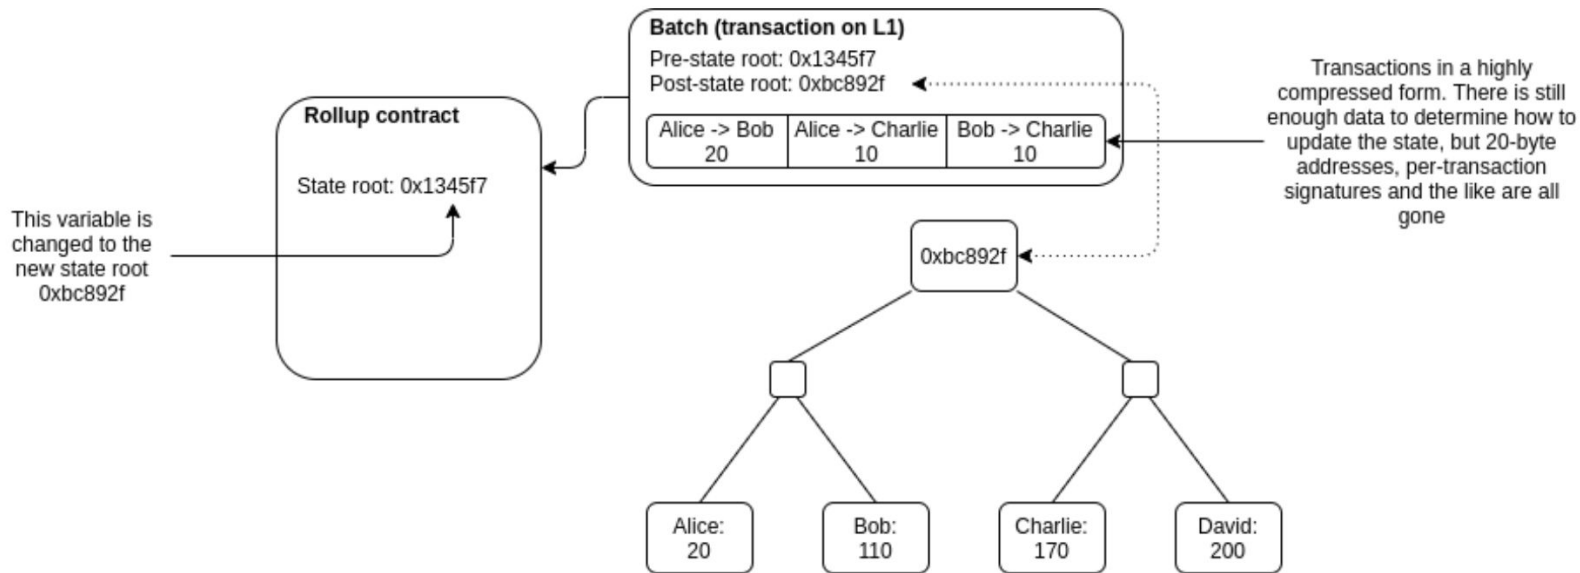 Batch (transaction on L1)
Pre-state root: 0x1345f7
Post-state root: 0xbc892f
Alice -> Bob
20
Alice -> Charlie
10
Bob -> Charlie
10
Transactions in a highly
compressed form. There is still
enough data to determine how to
update the state, but 20-byte
addresses, per-transaction
signatures and the like are all
gone
Rollup contract
State root: 0x1345f7
This variable is
changed to the
new state root
0xbc892f
0xbc892f
Alice:
20
Bob:
110
Charlie:
170
David:
200